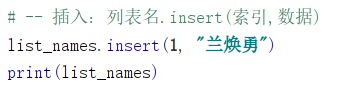 # -- 插入: 列表名.insert(索引,数据)
list_names.insert(1, "兰焕勇")
print(list_names)